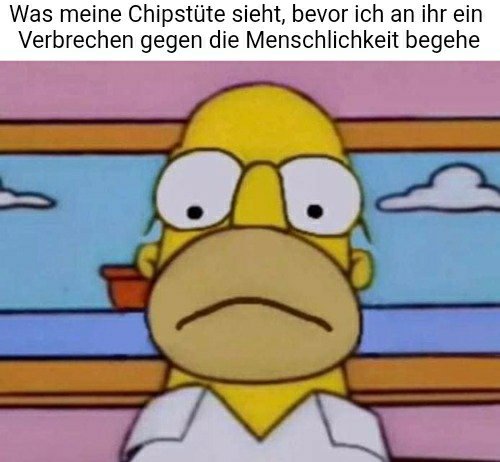 Was meine Chipstüte sieht, bevor ich an ihr ein
Verbrechen gegen die Menschlichkeit begehe